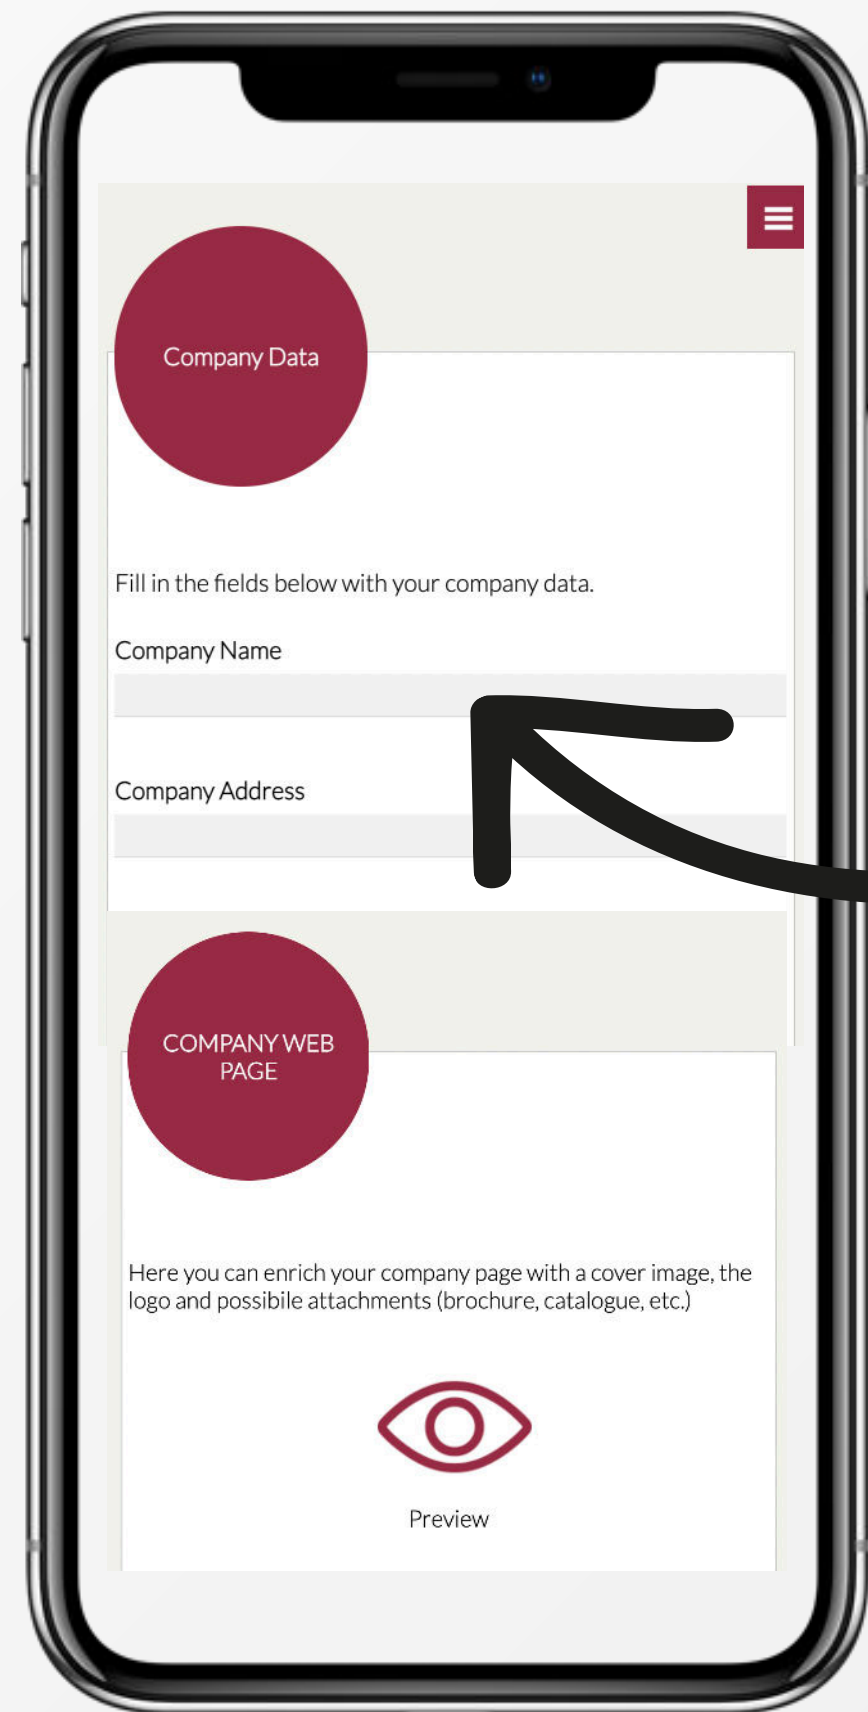 Company Data
Fill in the fields below with your company data.
Company Name
Company Address
COMPANY WEB
PAGE
Here you can enrich your company page with a cover image, the
logo and possibile attachments (brochure, catalogue, etc.)
Preview